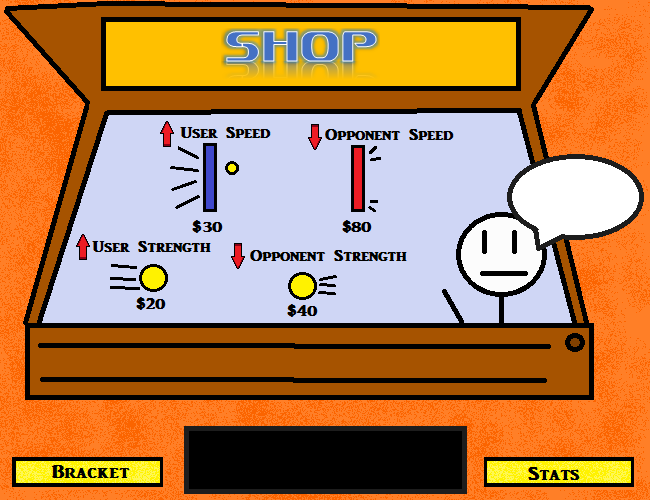 SHOP
USER SPEED
OPPONENT SPEED
$30
$80
USER STRENGTH
OPPONENT STRENGTH
$20
$40
BRACKET
STATS